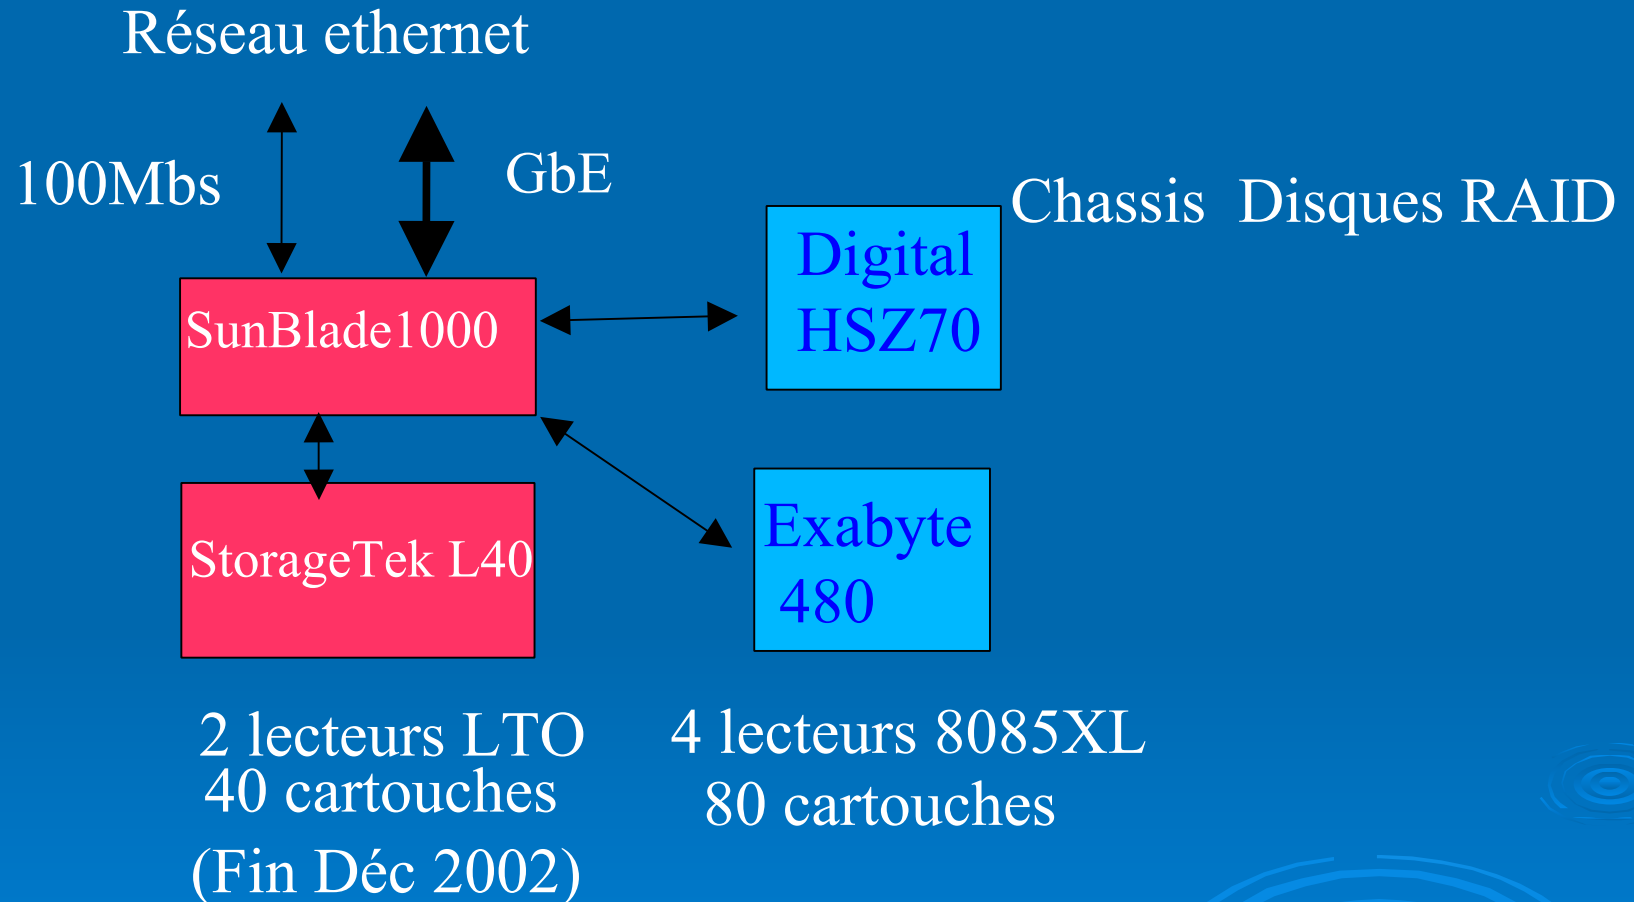 Réseau ethernet
100Mbs
GbE
Chassis Disques RAID
Digital
HSZ70
SunBlade1000
StorageTek L40
Exabyte
480
2 lecteurs LTO
40 cartouches
(Fin Déc 2002)
4 lecteurs 8085XL
80 cartouches